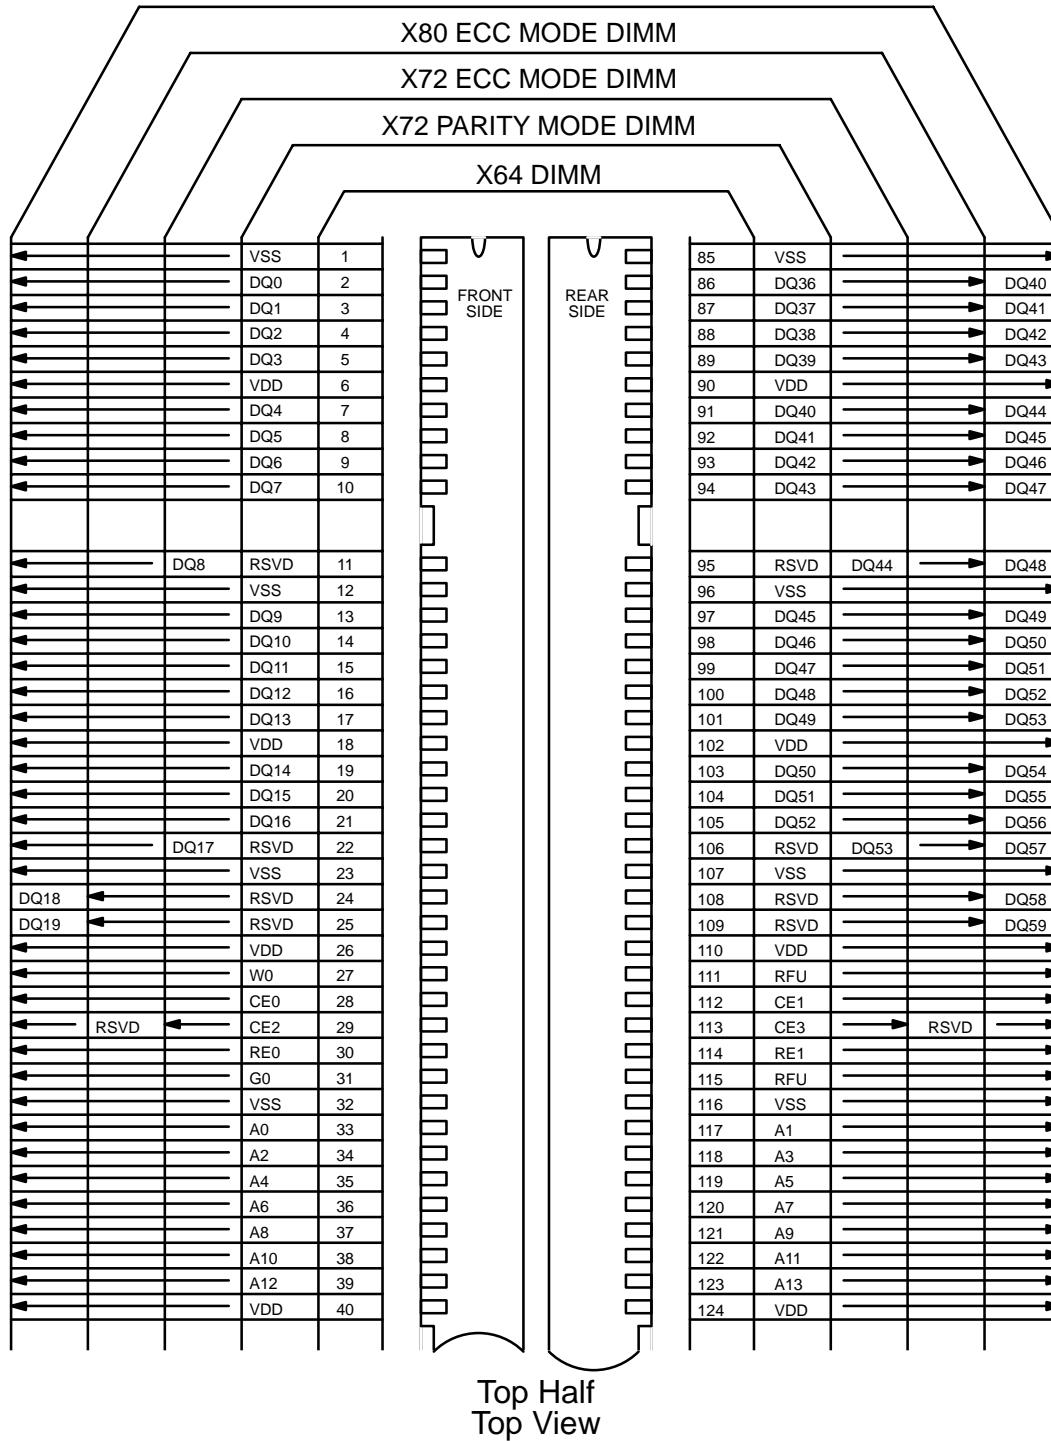 X80 ECC MODE DIMM
X72 ECC MODE DIMM
X72 PARITY MODE DIMM
X64 DIMM
FRONT SIDE
REAR SIDE
VSS 1 85 VSS
DQ0 2 86 DQ36 DQ40
DQ1 3 87 DQ37 DQ41
DQ2 4 88 DQ38 DQ42
DQ3 5 89 DQ39 DQ43
VDD 6 90 VDD
DQ4 7 91 DQ40 DQ44
DQ5 8 92 DQ41 DQ45
DQ6 9 93 DQ42 DQ46
DQ7 10 94 DQ43 DQ47
DQ8 RSVD 11 95 RSVD DQ44 DQ48
VSS 12 96 VSS
DQ9 13 97 DQ45 DQ49
DQ10 14 98 DQ46 DQ50
DQ11 15 99 DQ47 DQ51
DQ12 16 100 DQ48 DQ52
DQ13 17 101 DQ49 DQ53
VDD 18 102 VDD
DQ14 19 103 DQ50 DQ54
DQ15 20 104 DQ51 DQ55
DQ16 21 105 DQ52 DQ56
DQ17 RSVD 22 106 RSVD DQ53 DQ57
VSS 23 107 VSS
DQ18 RSVD 24 108 RSVD DQ58
DQ19 RSVD 25 109 RSVD DQ59
VDD 26 110 VDD
W0 27 111 RFU
CE0 28 112 CE1
RSVD CE2 29 113 CE3 RSVD
RE0 30 114 RE1
G0 31 115 RFU
VSS 32 116 VSS
A0 33 117 A1
A2 34 118 A3
A4 35 119 A5
A6 36 120 A7
A8 37 121 A9
A10 38 122 A11
A12 39 123 A13
VDD 40 124 VDD
Top Half
Top View